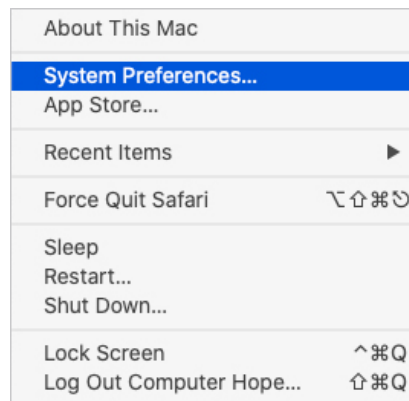 About This Mac
System Preferences...
App Store...
Recent Items ▶
Force Quit Safari ⌥⇧⌘⎋
Sleep
Restart...
Shut Down...
Lock Screen ^⌘Q
Log Out Computer Hope... ⇧⌘Q